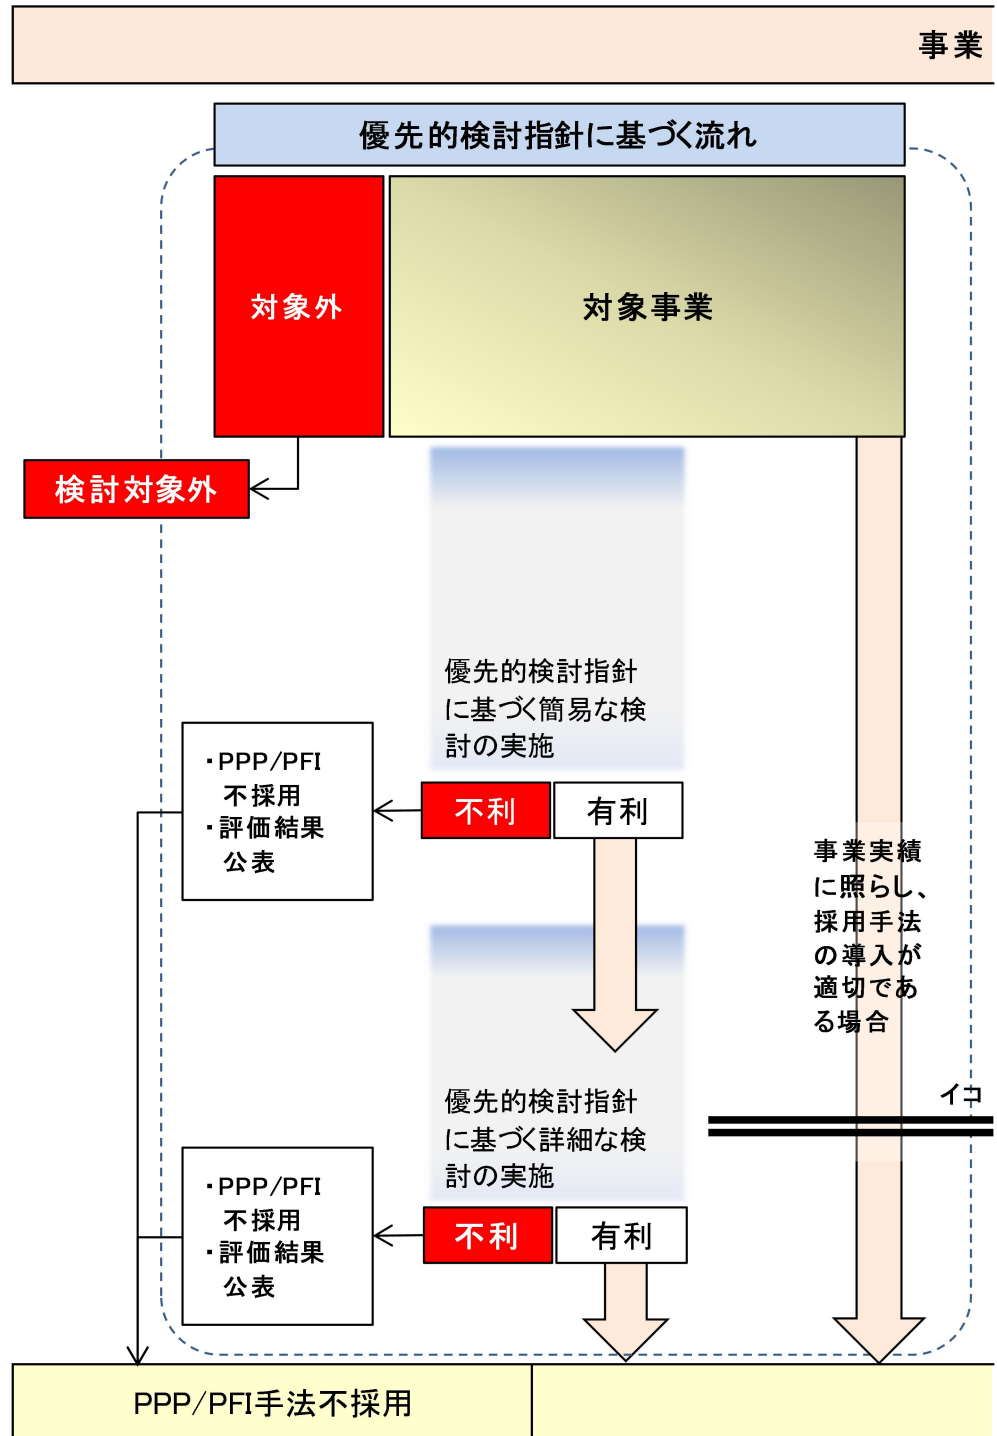 事業
優先的検討指針に基づく流れ
対象外
対象事業
検討対象外
優先的検討指針
に基づく簡易な検
討の実施
・PPP/PFI
不採用
・評価結果
公表
不利
有利
事業実績
に照らし、
採用手法
の導入が
適切であ
る場合
イコ
優先的検討指針
に基づく詳細な検
討の実施
・PPP/PFI
不採用
・評価結果
公表
不利
有利
PPP/PFI手法不採用